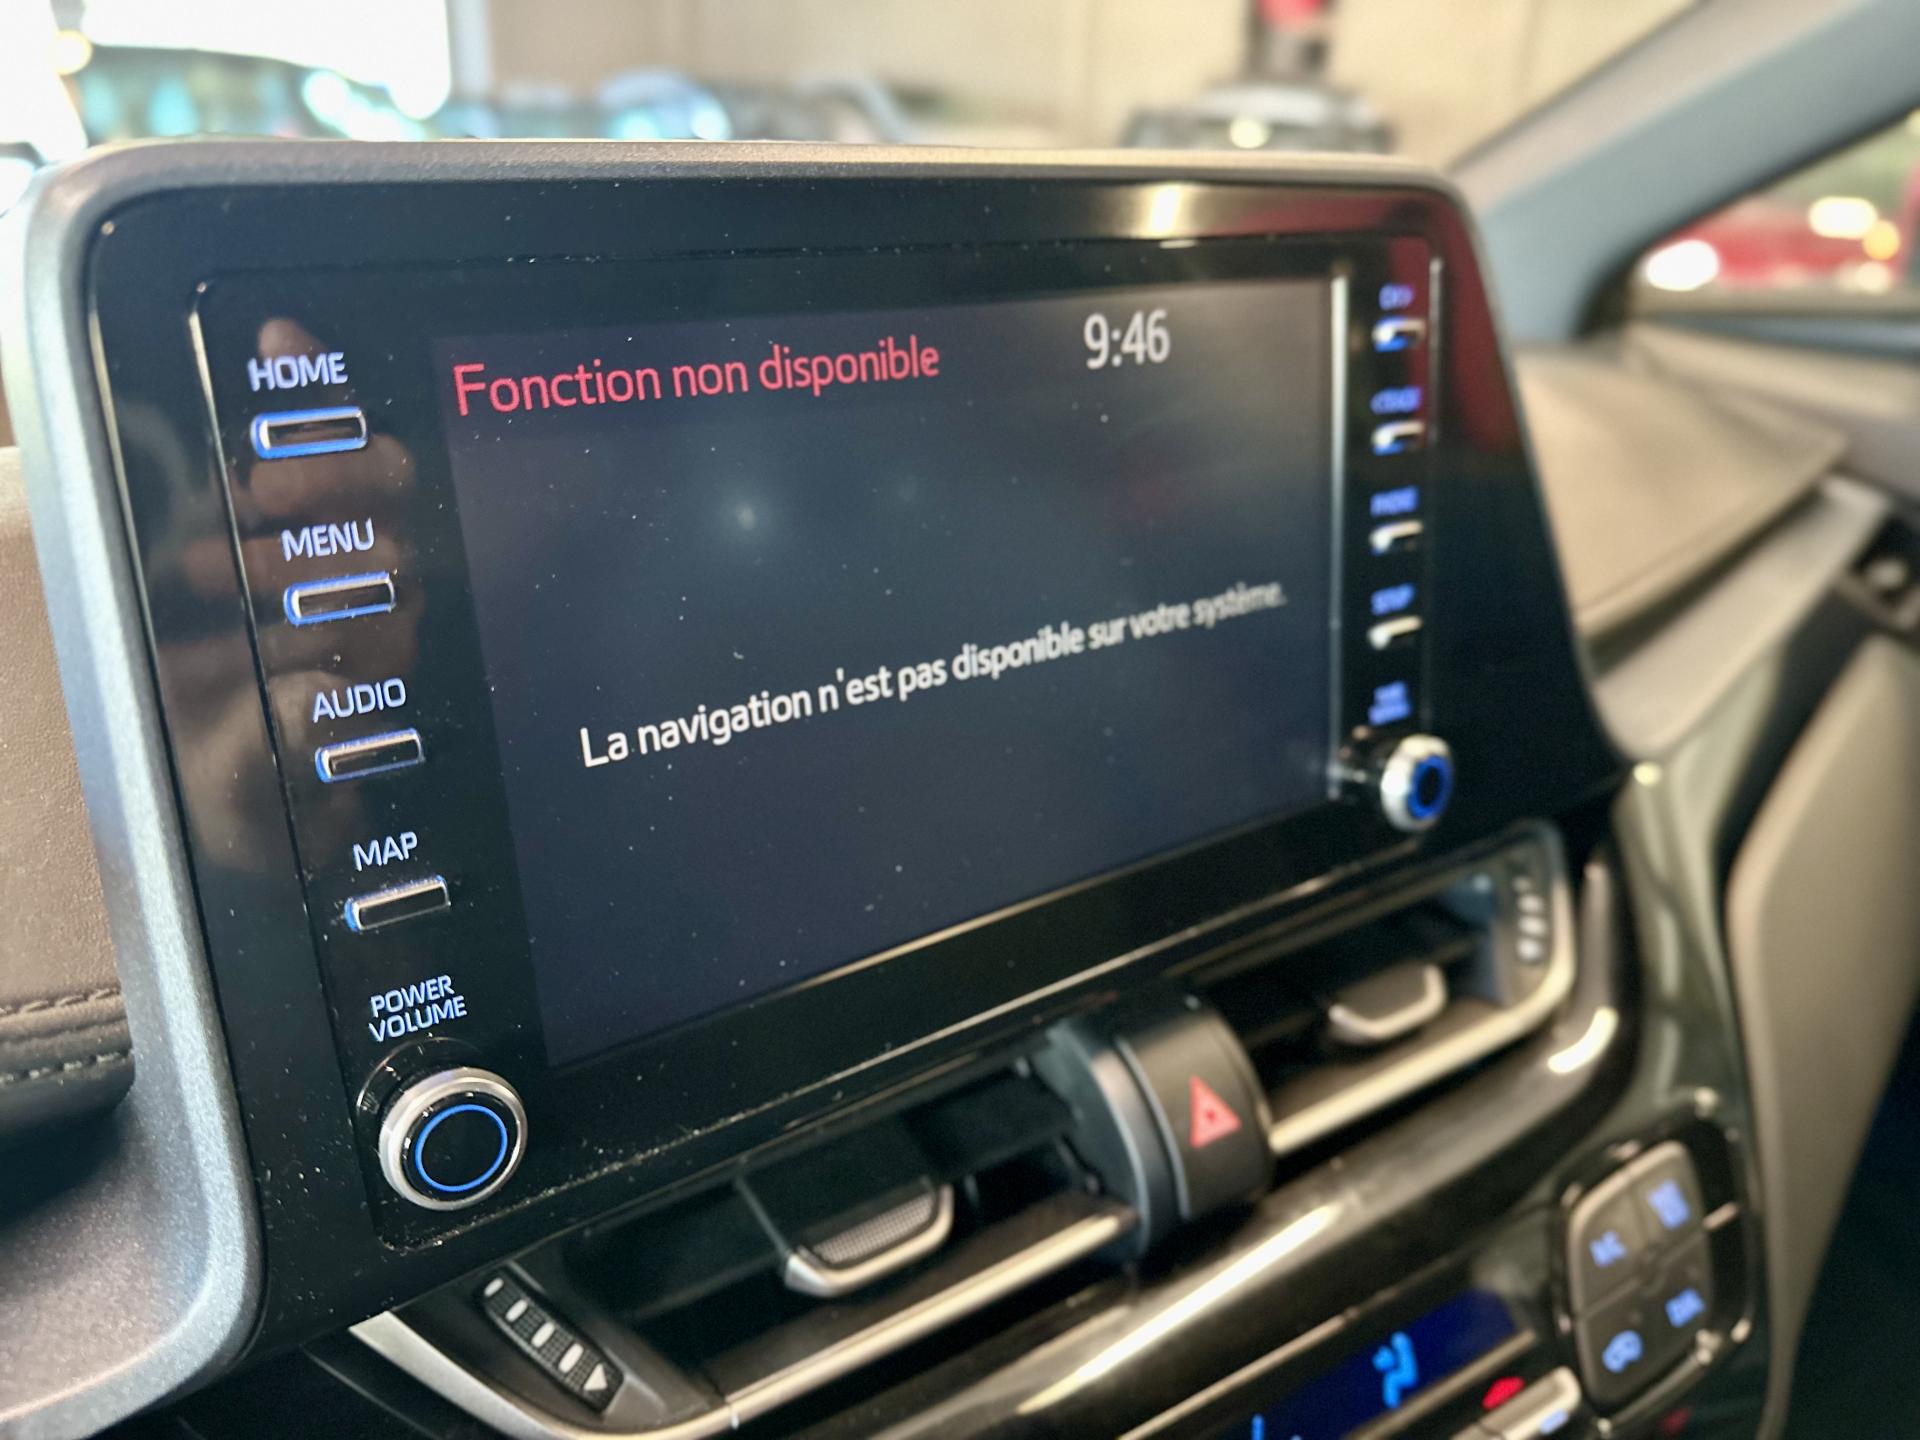 HOME
Fonction non disponible
9:46
MENU
AUDIO
La navigation n'est pas disponible sur votre système.
MAP
POWER
VOLUME